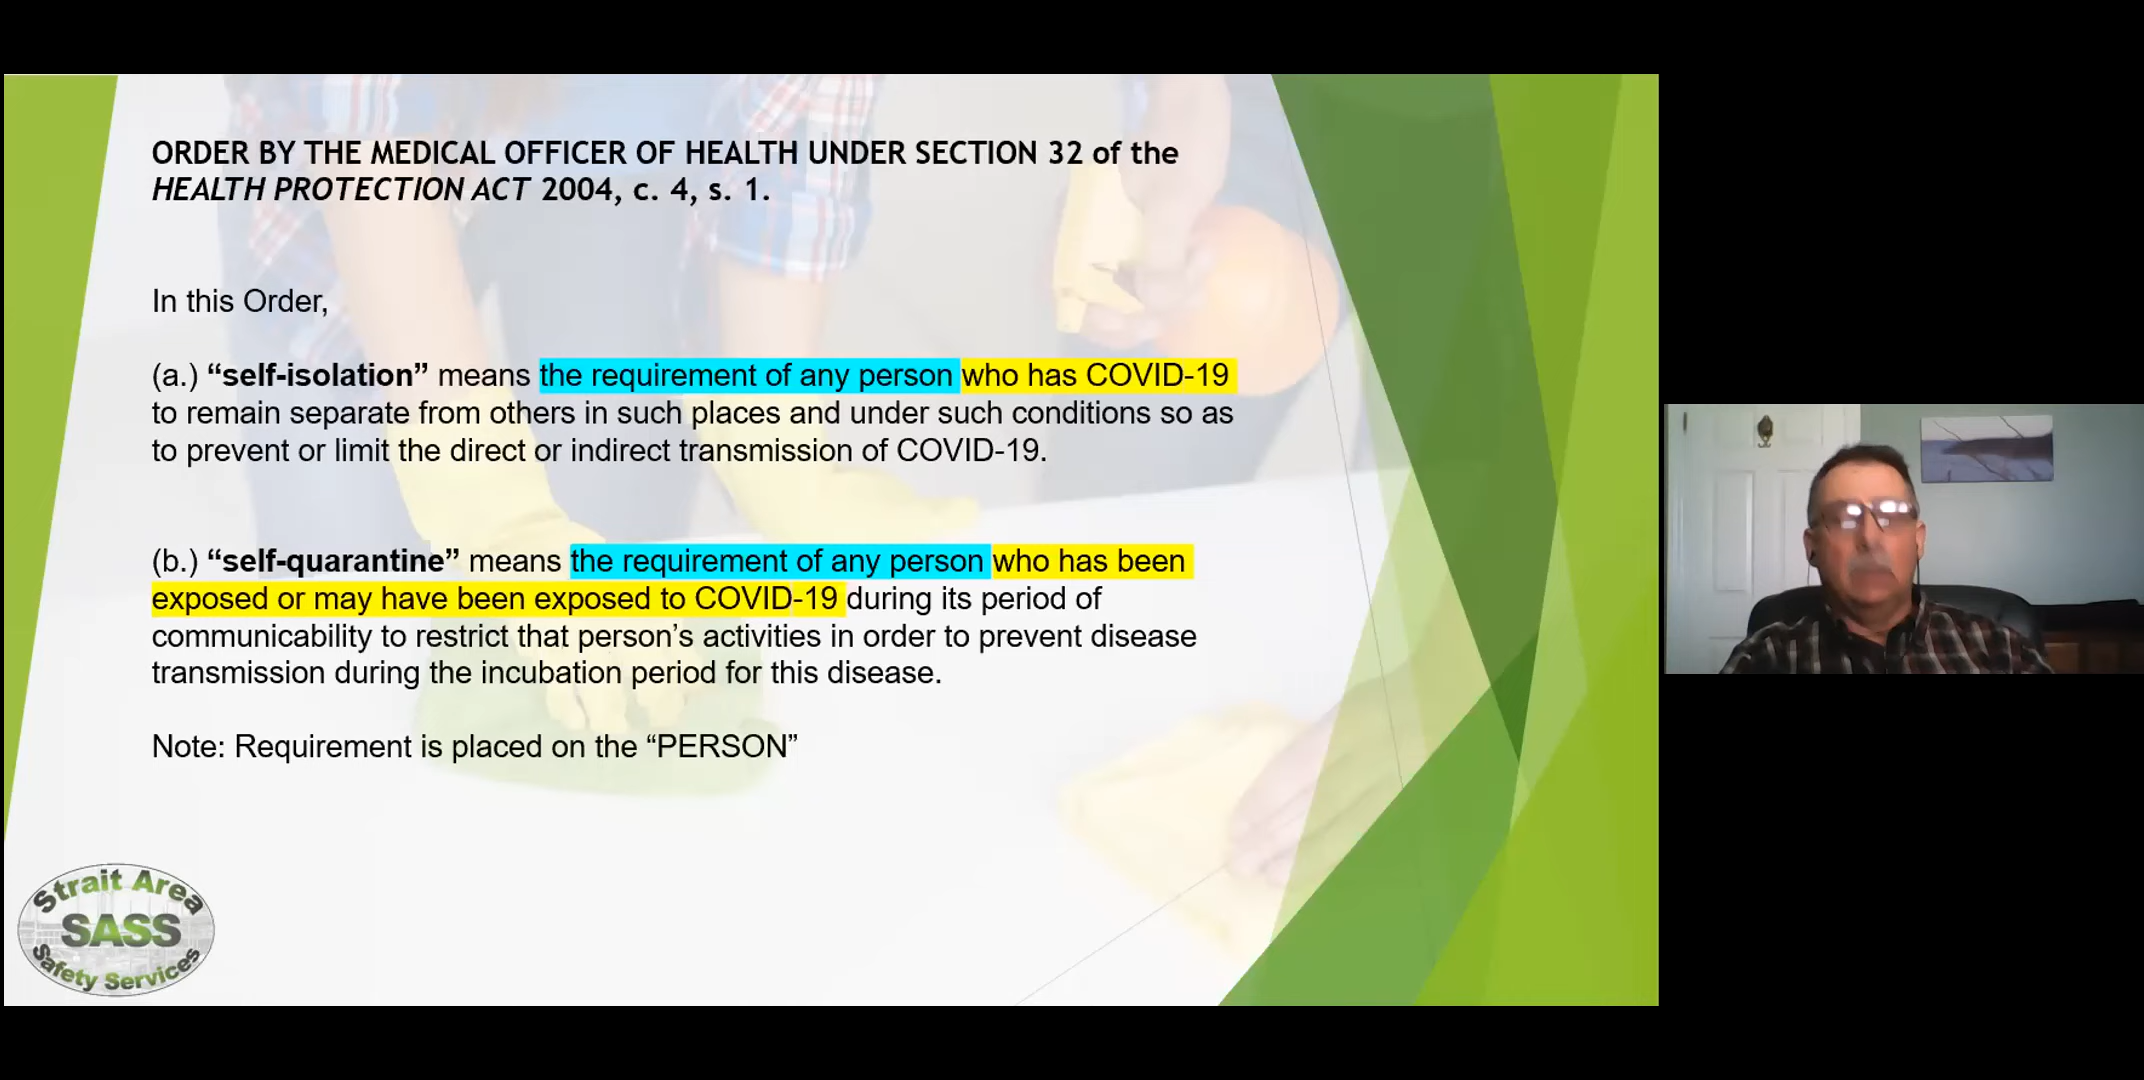 ORDER BY THE MEDICAL OFFICER OF HEALTH UNDER SECTION 32 of the
HEALTH PROTECTION ACT 2004, c. 4, s. 1.
In this Order,
(a.) “self-isolation” means the requirement of any person who has COVID-19
to remain separate from others in such places and under such conditions so as
to prevent or limit the direct or indirect transmission of COVID-19.
(b.) “self-quarantine” means the requirement of any person who has been
exposed or may have been exposed to COVID-19 during its period of
communicability to restrict that person’s activities in order to prevent disease
transmission during the incubation period for this disease.
Note: Requirement is placed on the “PERSON”
Strait Area
SASS
Safety Services